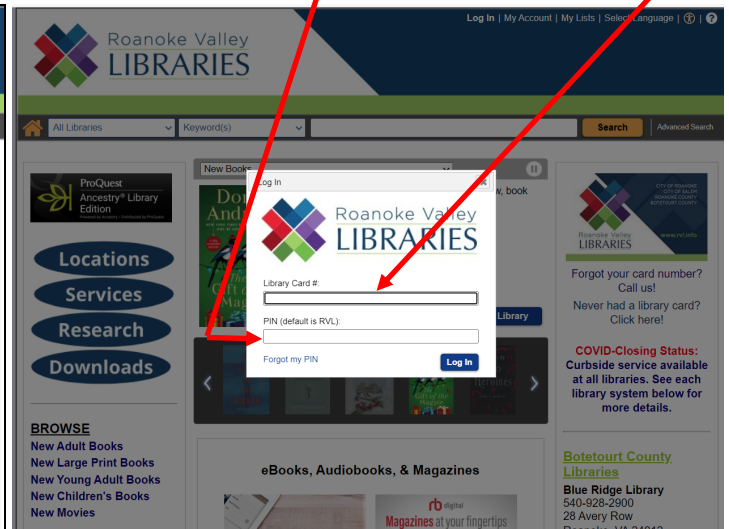 Log In | My Account | My Lists | Select Language |
Roanoke Valley
LIBRARIES
All Libraries
Keyword(s)
Search
Advanced Search
ProQuest
Ancestry® Library
Edition
Locations
Services
Research
Downloads
BROWSE
New Adult Books
New Large Print Books
New Young Adult Books
New Children's Books
New Movies
New Books
w, book
Library
Log In
Roanoke Valley
LIBRARIES
Library Card #:
PIN (default is RVL):
Forgot my PIN
Log In
eBooks, Audiobooks, & Magazines
rb digital
Magazines at your fingertips
CITY OF ROANOKE
CITY OF SALEM
ROANOKE COUNTY
BOTETOURT COUNTY
Roanoke Valley
LIBRARIES
www.rvl.info
Forgot your card number?
Call us!
Never had a library card?
Click here!
COVID-Closing Status:
Curbside service available
at all libraries. See each
library system below for
more details.
Botetourt County
Libraries
Blue Ridge Library
540-928-2900
28 Avery Row